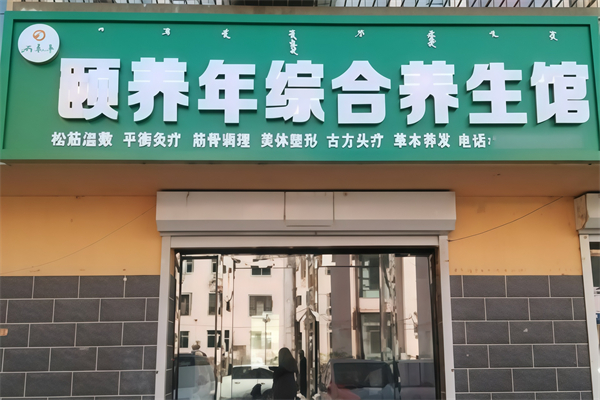 颐养年综合养生馆
松筋温敷 平衡灸疗 筋骨调理 美体塑形 古方头疗 草本养发 电话: